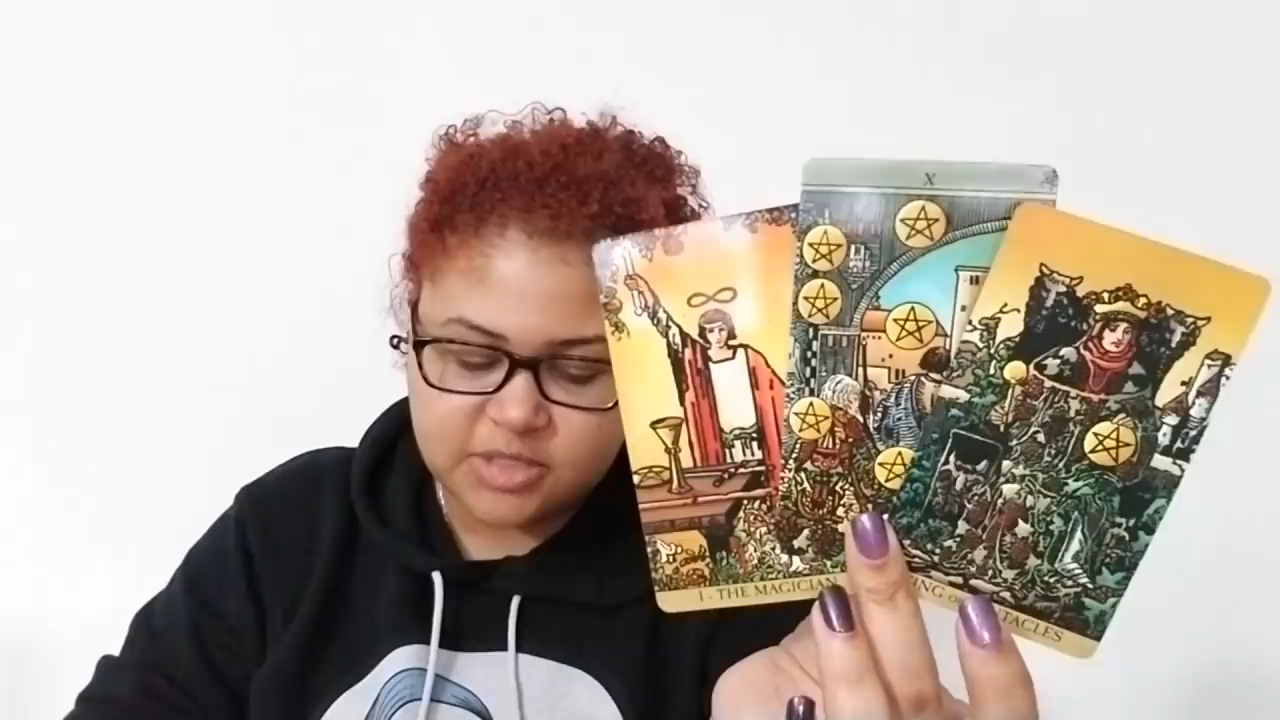 X
I · THE MAGICIAN
ING OF
TACLES